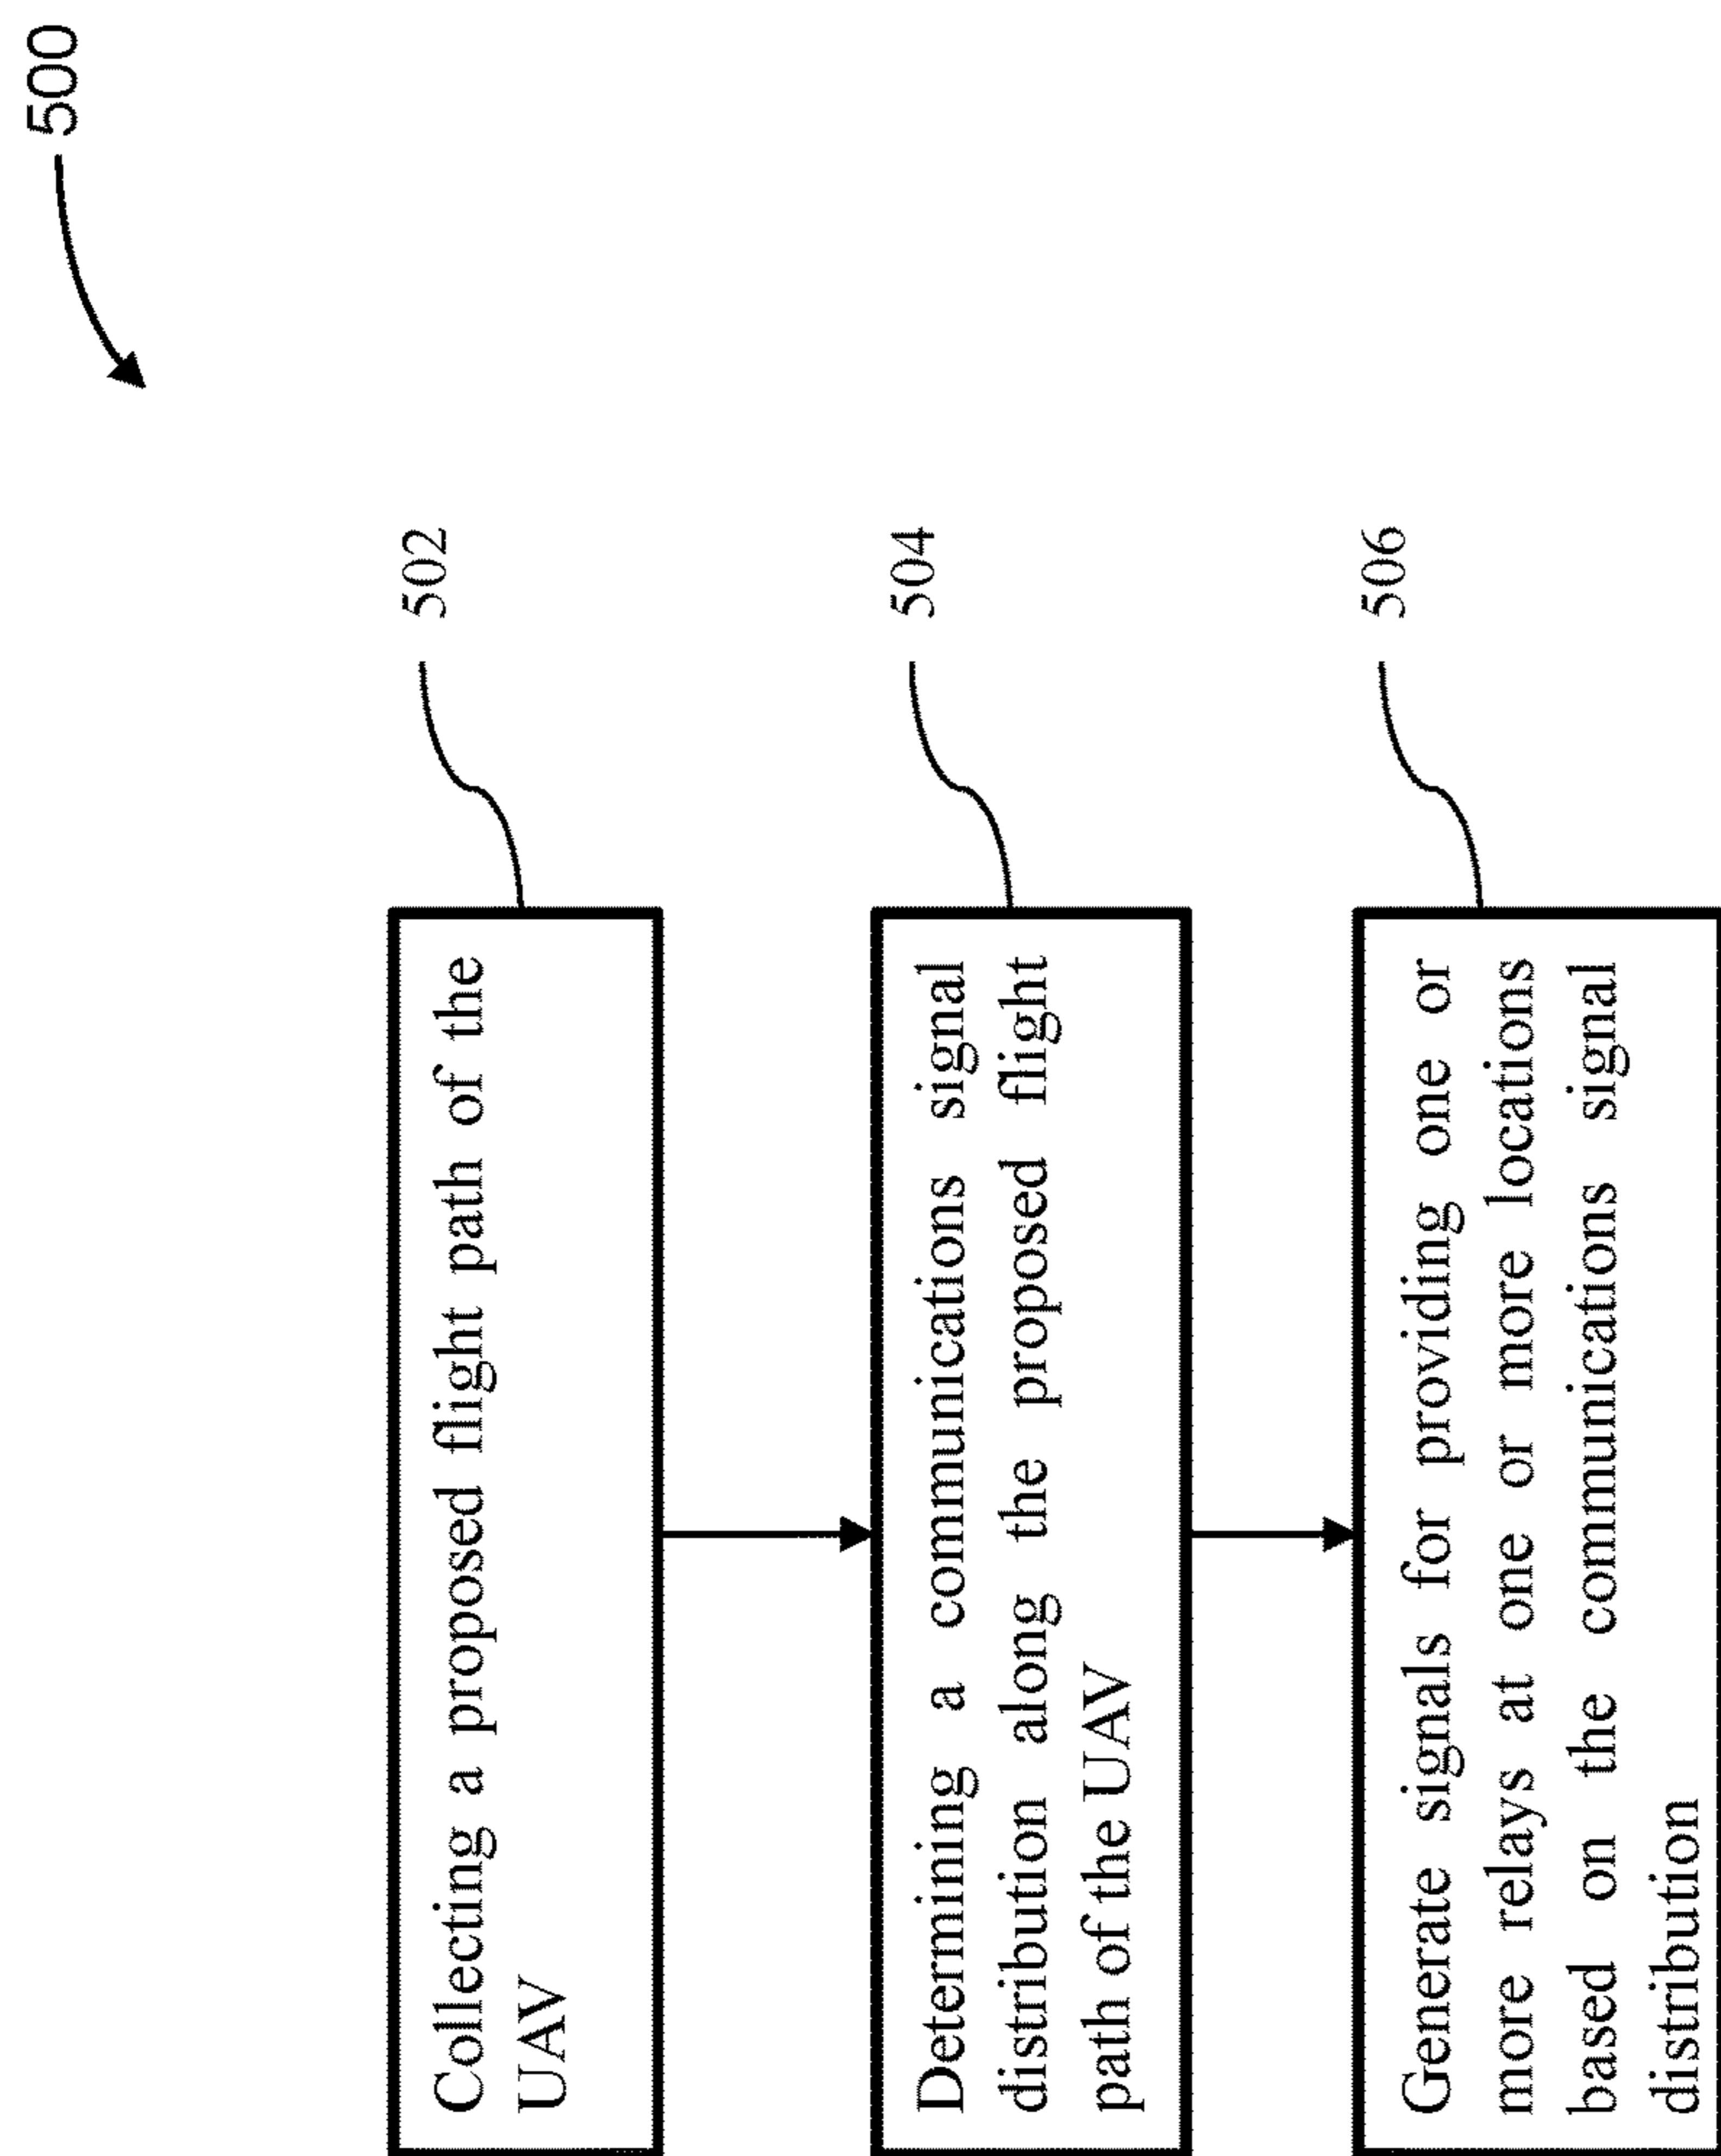 500
Collecting a proposed flight path of the
UAV
502
Determining a communications signal
distribution along the proposed flight
path of the UAV
504
Generate signals for providing one or
more relays at one or more locations
based on the communications signal
distribution
506